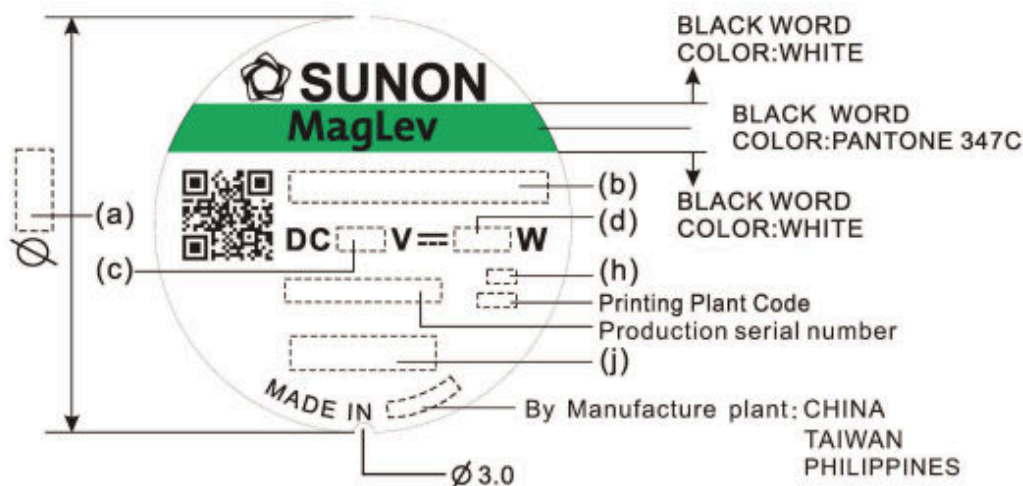 BLACK WORD
COLOR:WHITE
SUNON
MagLev
BLACK WORD
COLOR:PANTONE 347C
(a)
(b)
BLACK WORD
COLOR:WHITE
(d)
DC V W
(c)
(h)
Printing Plant Code
Production serial number
(j)
MADE IN
By Manufacture plant: CHINA
TAIWAN
PHILIPPINES
Ø
Ø 3.0